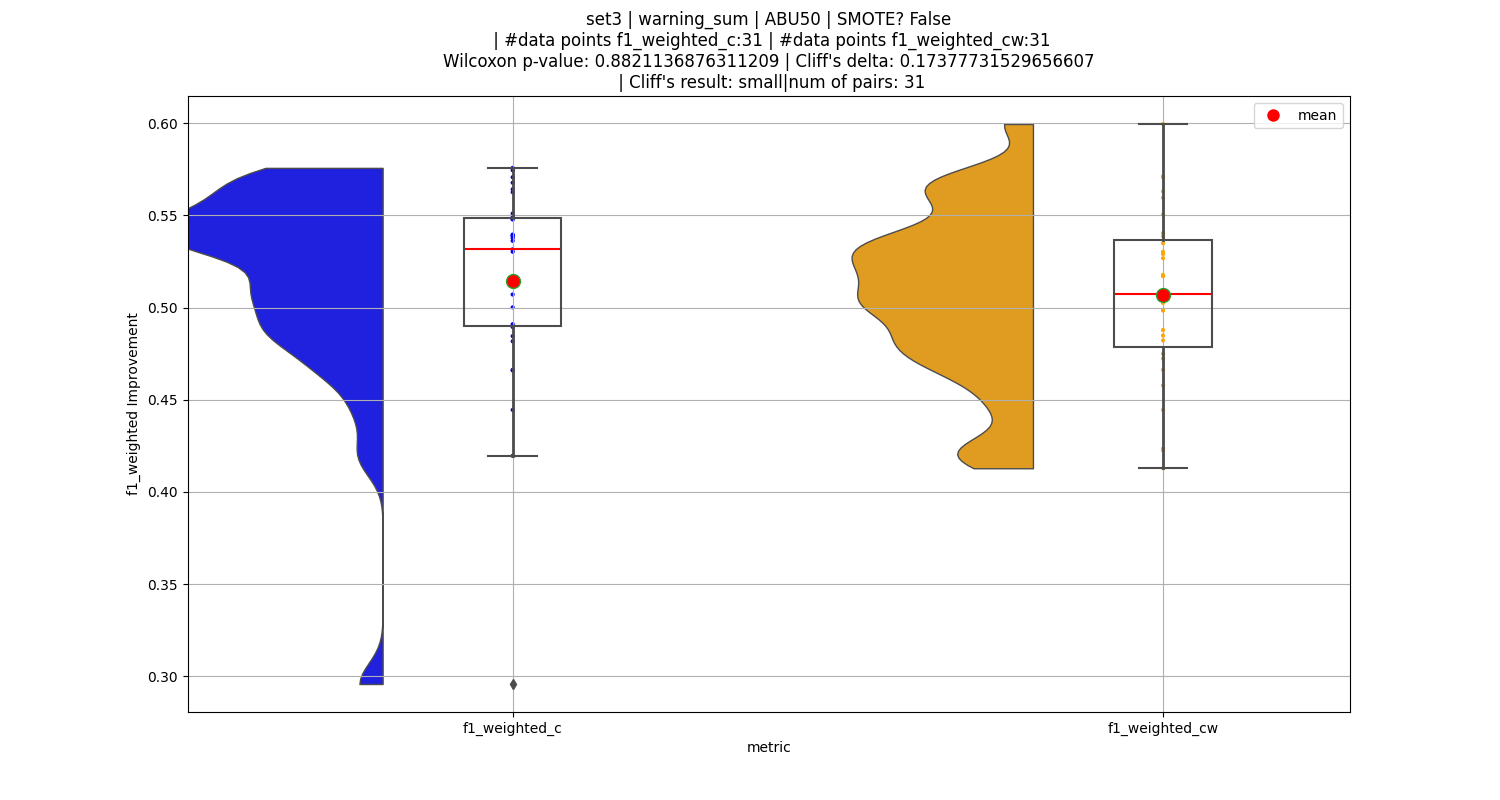 set3 | warning_sum | ABU50 | SMOTE? False
| #data points f1_weighted_c:31 | #data points f1_weighted_cw:31
Wilcoxon p-value: 0.8821136876311209 | Cliff's delta: 0.17377731529656607
| Cliff's result: small|num of pairs: 31
mean
0.60
0.55
0.50
0.45
0.40
0.35
0.30
f1_weighted Improvement
f1_weighted_c
f1_weighted_cw
metric